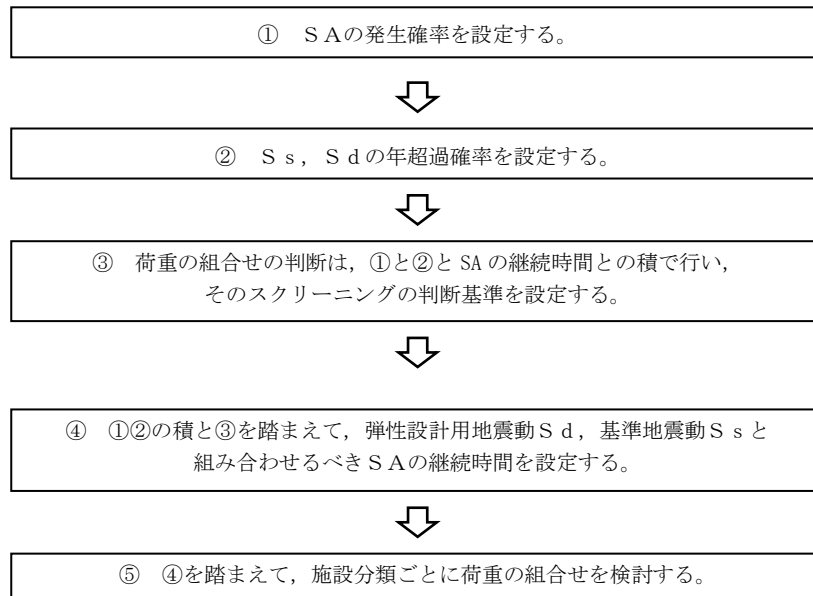 ① ＳＡの発生確率を設定する。
② Ｓｓ，Ｓｄの年超過確率を設定する。
③ 荷重の組合せの判断は，①と②と SA の継続時間との積で行い，
そのスクリーニングの判断基準を設定する。
④ ①②の積と③を踏まえて，弾性設計用地震動Ｓｄ，基準地震動Ｓｓと
組み合わせるべきＳＡの継続時間を設定する。
⑤ ④を踏まえて，施設分類ごとに荷重の組合せを検討する。